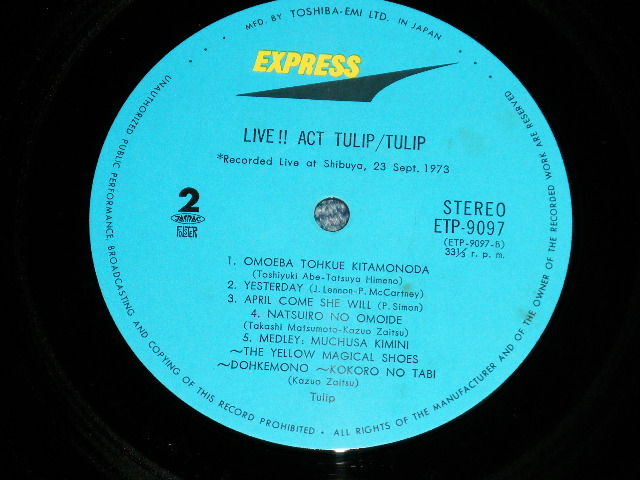 MFD. BY TOSHIBA-EMI LTD. IN JAPAN
EXPRESS
LIVE!! ACT TULIP/TULIP
*Recorded Live at Shibuya, 23 Sept. 1973
2
STEREO
ETP-9097
(ETP-9097-B)
33⅓ r. p. m.
1. OMOEBA TOHKUE KITAMONODA
(Toshiyuki Abe-Tatsuya Himeno)
2. YESTERDAY (J. Lennon-P. McCartney)
3. APRIL COME SHE WILL (P. Simon)
4. NATSUIRO NO OMOIDE
(Takashi Matsumoto-Kazuo Zaitsu)
5. MEDLEY: MUCHUSA KIMINI
~THE YELLOW MAGICAL SHOES
~DOHKEMONO ~KOKORO NO TABI
(Kazuo Zaitsu)
Tulip
UNAUTHORIZED PUBLIC PERFORMANCE, BROADCASTING AND COPYING OF THIS RECORD PROHIBITED • ALL RIGHTS OF THE MANUFACTURER AND OF THE OWNER OF THE RECORDED WORK ARE RESERVED